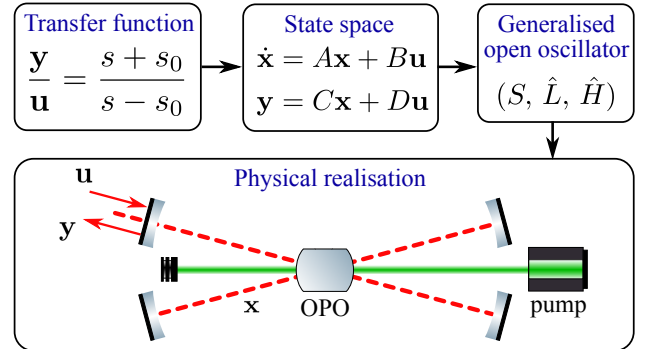 Transfer function
y/u = (s + s₀)/(s − s₀)
State space
ẋ = Ax + Bu
y = Cx + Du
Generalised
open oscillator
(S, L̂, Ĥ)
Physical realisation
u
y
x
OPO
pump